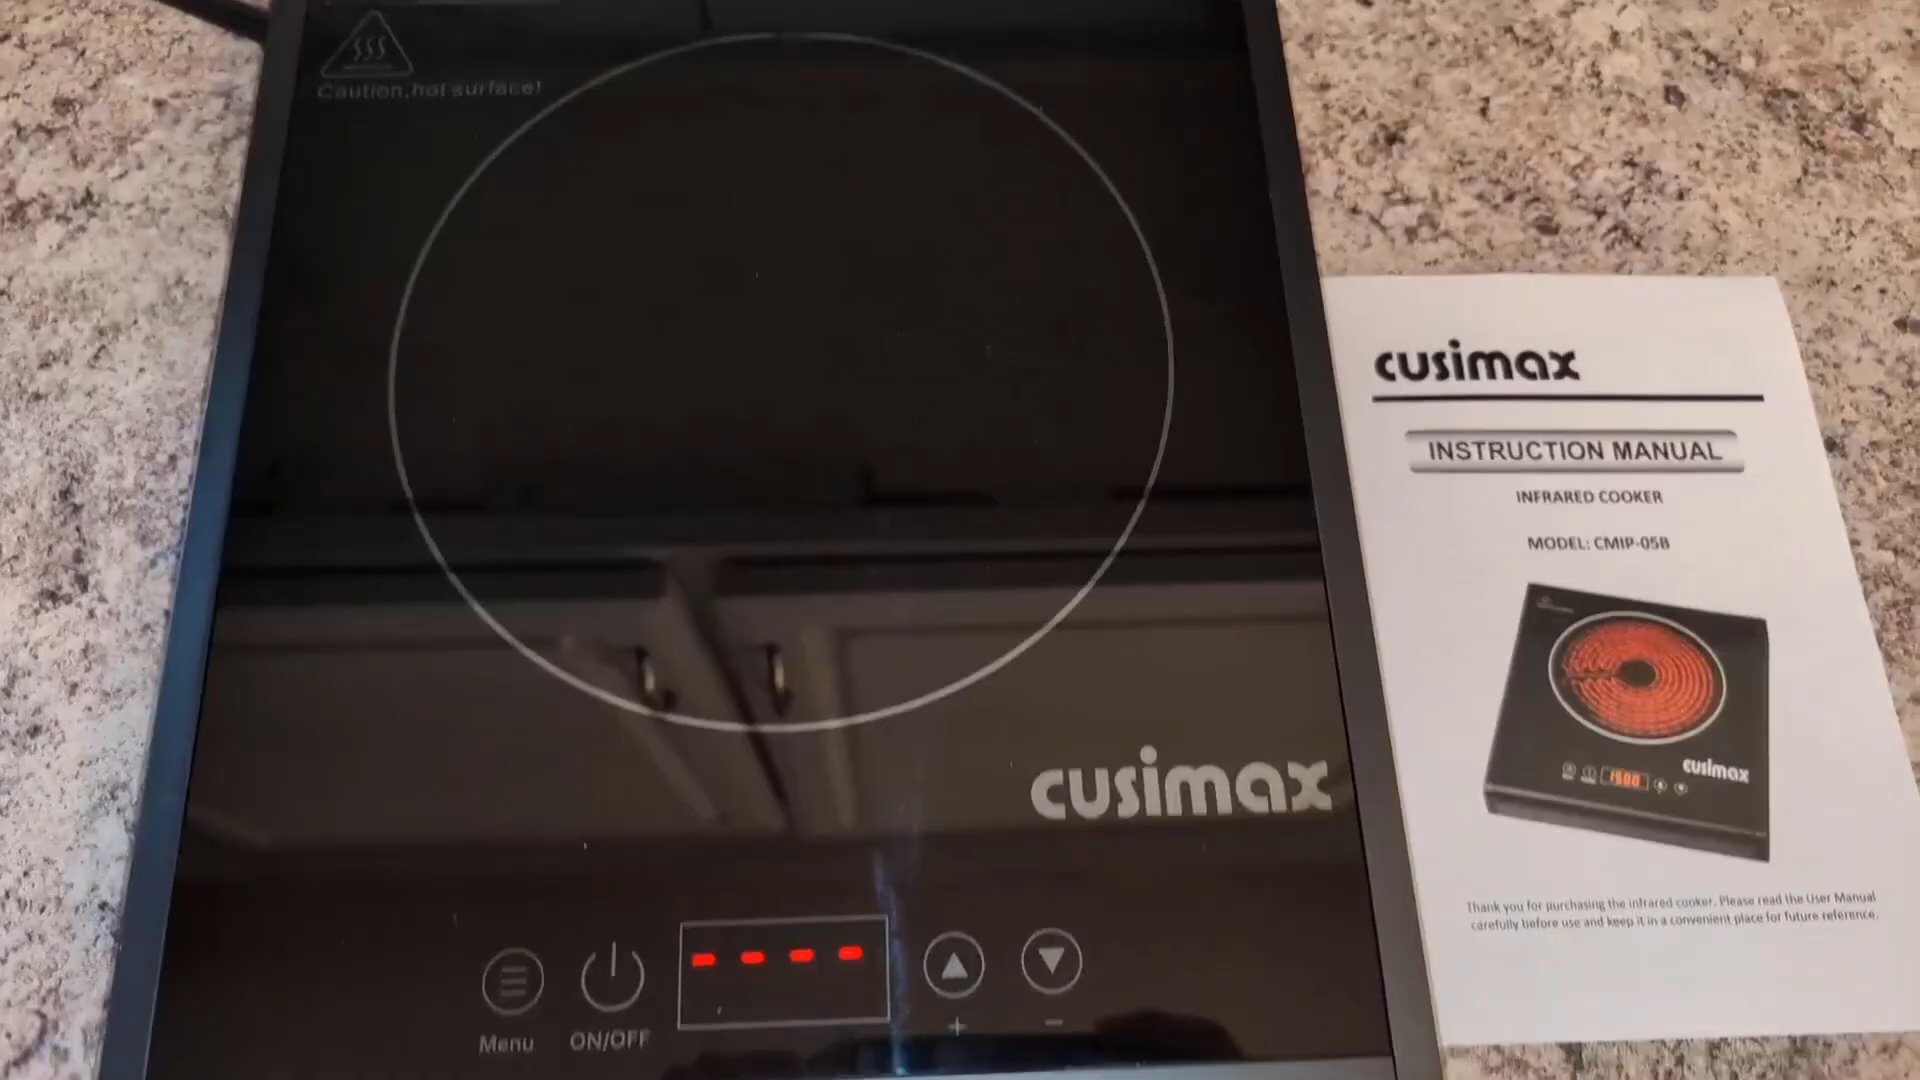 Caution,hot surface!
cusimax
Menu
ON/OFF
- - - -
+
-
cusimax
INSTRUCTION MANUAL
INFRARED COOKER
MODEL: CMIP-05B
1500
cusimax
Thank you for purchasing the infrared cooker. Please read the User Manual
carefully before use and keep it in a convenient place for future reference.